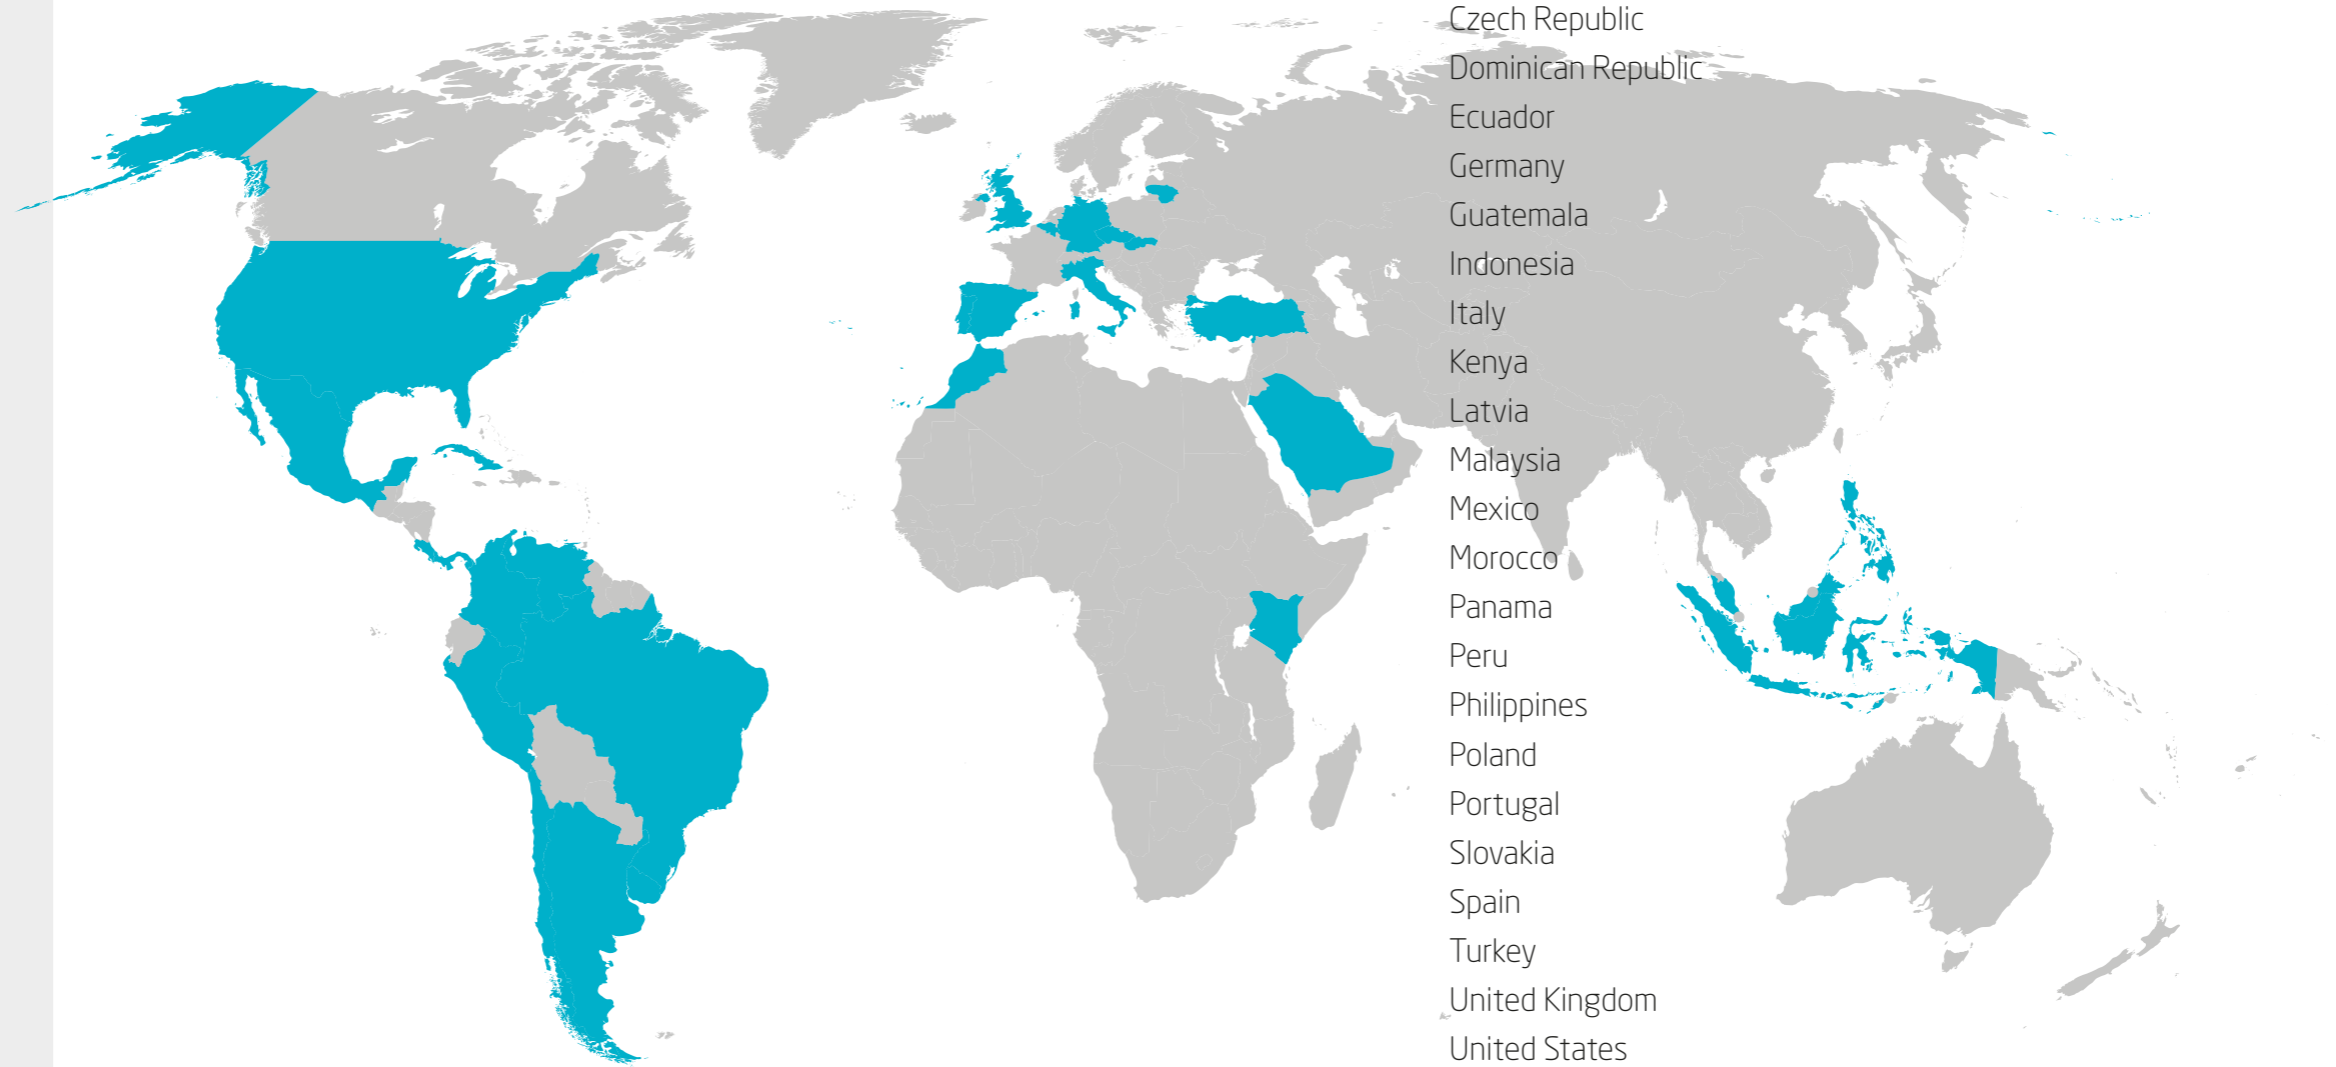 Czech Republic
Dominican Republic
Ecuador
Germany
Guatemala
Indonesia
Italy
Kenya
Latvia
Malaysia
Mexico
Morocco
Panama
Peru
Philippines
Poland
Portugal
Slovakia
Spain
Turkey
United Kingdom
United States